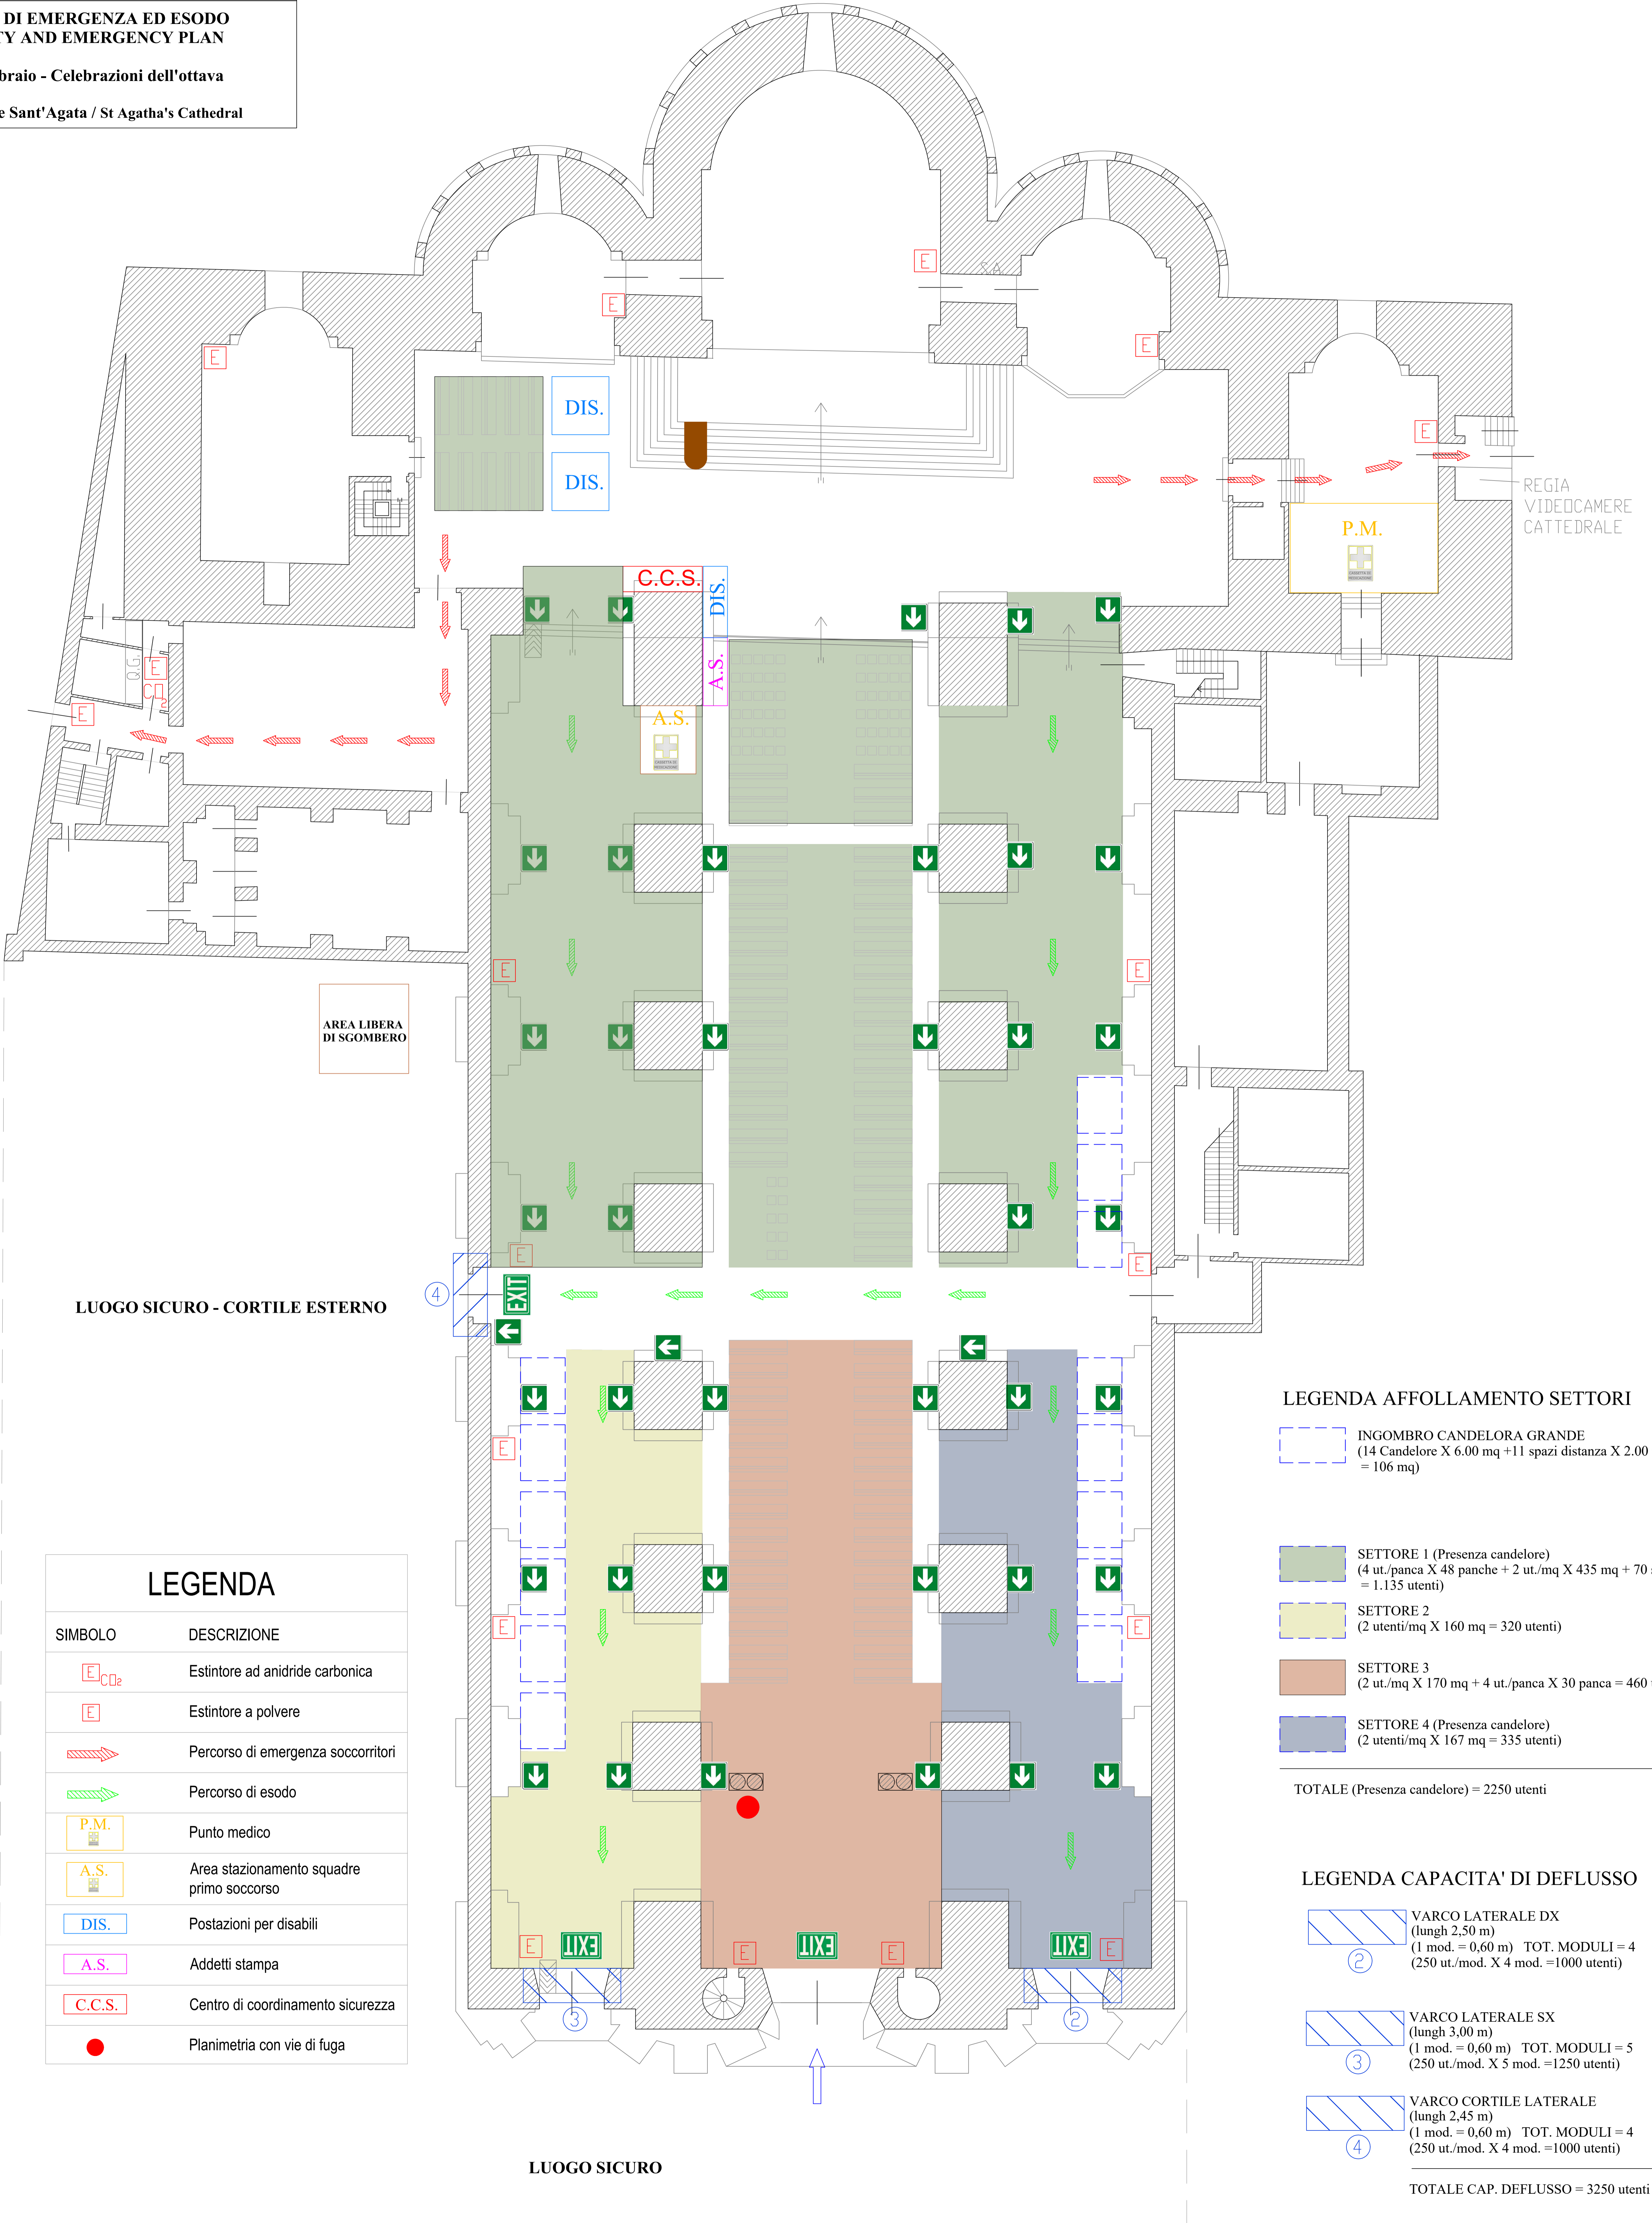 DI EMERGENZA ED ESODO
TY AND EMERGENCY PLAN
braio - Celebrazioni dell'ottava
e Sant'Agata / St Agatha's Cathedral
E
S.A.
E
E
E
DIS.
E
DIS.
REGIA
VIDEOCAMERE
CATTEDRALE
P.M.
CASSETTA DI
MEDICAZIONE
C.C.S.
DIS.
Q.G.
E
CO2
A.S.
E
A.S.
CASSETTA DI
MEDICAZIONE
E
E
AREA LIBERA
DI SGOMBERO
E
E
4
EXIT
LUOGO SICURO - CORTILE ESTERNO
E
E
E
E
EXIT
EXIT
EXIT
E
E
E
3
2
LUOGO SICURO
LEGENDA
SIMBOLO DESCRIZIONE
E CO2 Estintore ad anidride carbonica
E Estintore a polvere
Percorso di emergenza soccorritori
Percorso di esodo
P.M. Punto medico
A.S. Area stazionamento squadre
primo soccorso
DIS. Postazioni per disabili
A.S. Addetti stampa
C.C.S. Centro di coordinamento sicurezza
Planimetria con vie di fuga
LEGENDA AFFOLLAMENTO SETTORI
INGOMBRO CANDELORA GRANDE
(14 Candelore X 6.00 mq +11 spazi distanza X 2.00
= 106 mq)
SETTORE 1 (Presenza candelore)
(4 ut./panca X 48 panche + 2 ut./mq X 435 mq + 70
= 1.135 utenti)
SETTORE 2
(2 utenti/mq X 160 mq = 320 utenti)
SETTORE 3
(2 ut./mq X 170 mq + 4 ut./panca X 30 panca = 460
SETTORE 4 (Presenza candelore)
(2 utenti/mq X 167 mq = 335 utenti)
TOTALE (Presenza candelore) = 2250 utenti
LEGENDA CAPACITA' DI DEFLUSSO
VARCO LATERALE DX
(lungh 2,50 m)
(1 mod. = 0,60 m) TOT. MODULI = 4
(250 ut./mod. X 4 mod. =1000 utenti)
2
VARCO LATERALE SX
(lungh 3,00 m)
(1 mod. = 0,60 m) TOT. MODULI = 5
(250 ut./mod. X 5 mod. =1250 utenti)
3
VARCO CORTILE LATERALE
(lungh 2,45 m)
(1 mod. = 0,60 m) TOT. MODULI = 4
(250 ut./mod. X 4 mod. =1000 utenti)
4
TOTALE CAP. DEFLUSSO = 3250 utenti